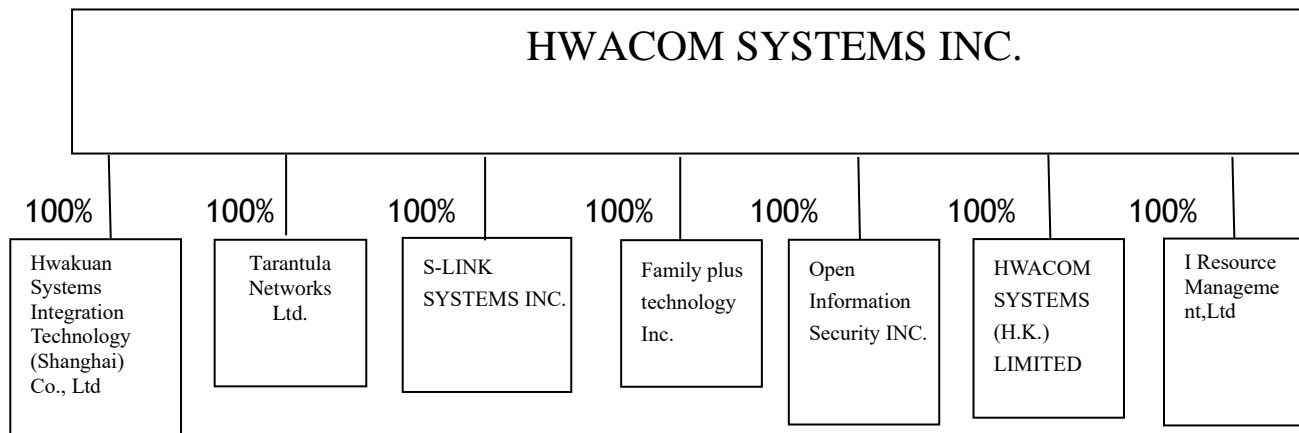 HWACOM SYSTEMS INC.
100% 100% 100% 100% 100% 100% 100%
Hwakuan
Systems
Integration
Technology
(Shanghai)
Co., Ltd
Tarantula
Networks
Ltd.
S-LINK
SYSTEMS INC.
Family plus
technology
Inc.
Open
Information
Security INC.
HWACOM
SYSTEMS
(H.K.)
LIMITED
I Resource
Manageme
nt,Ltd